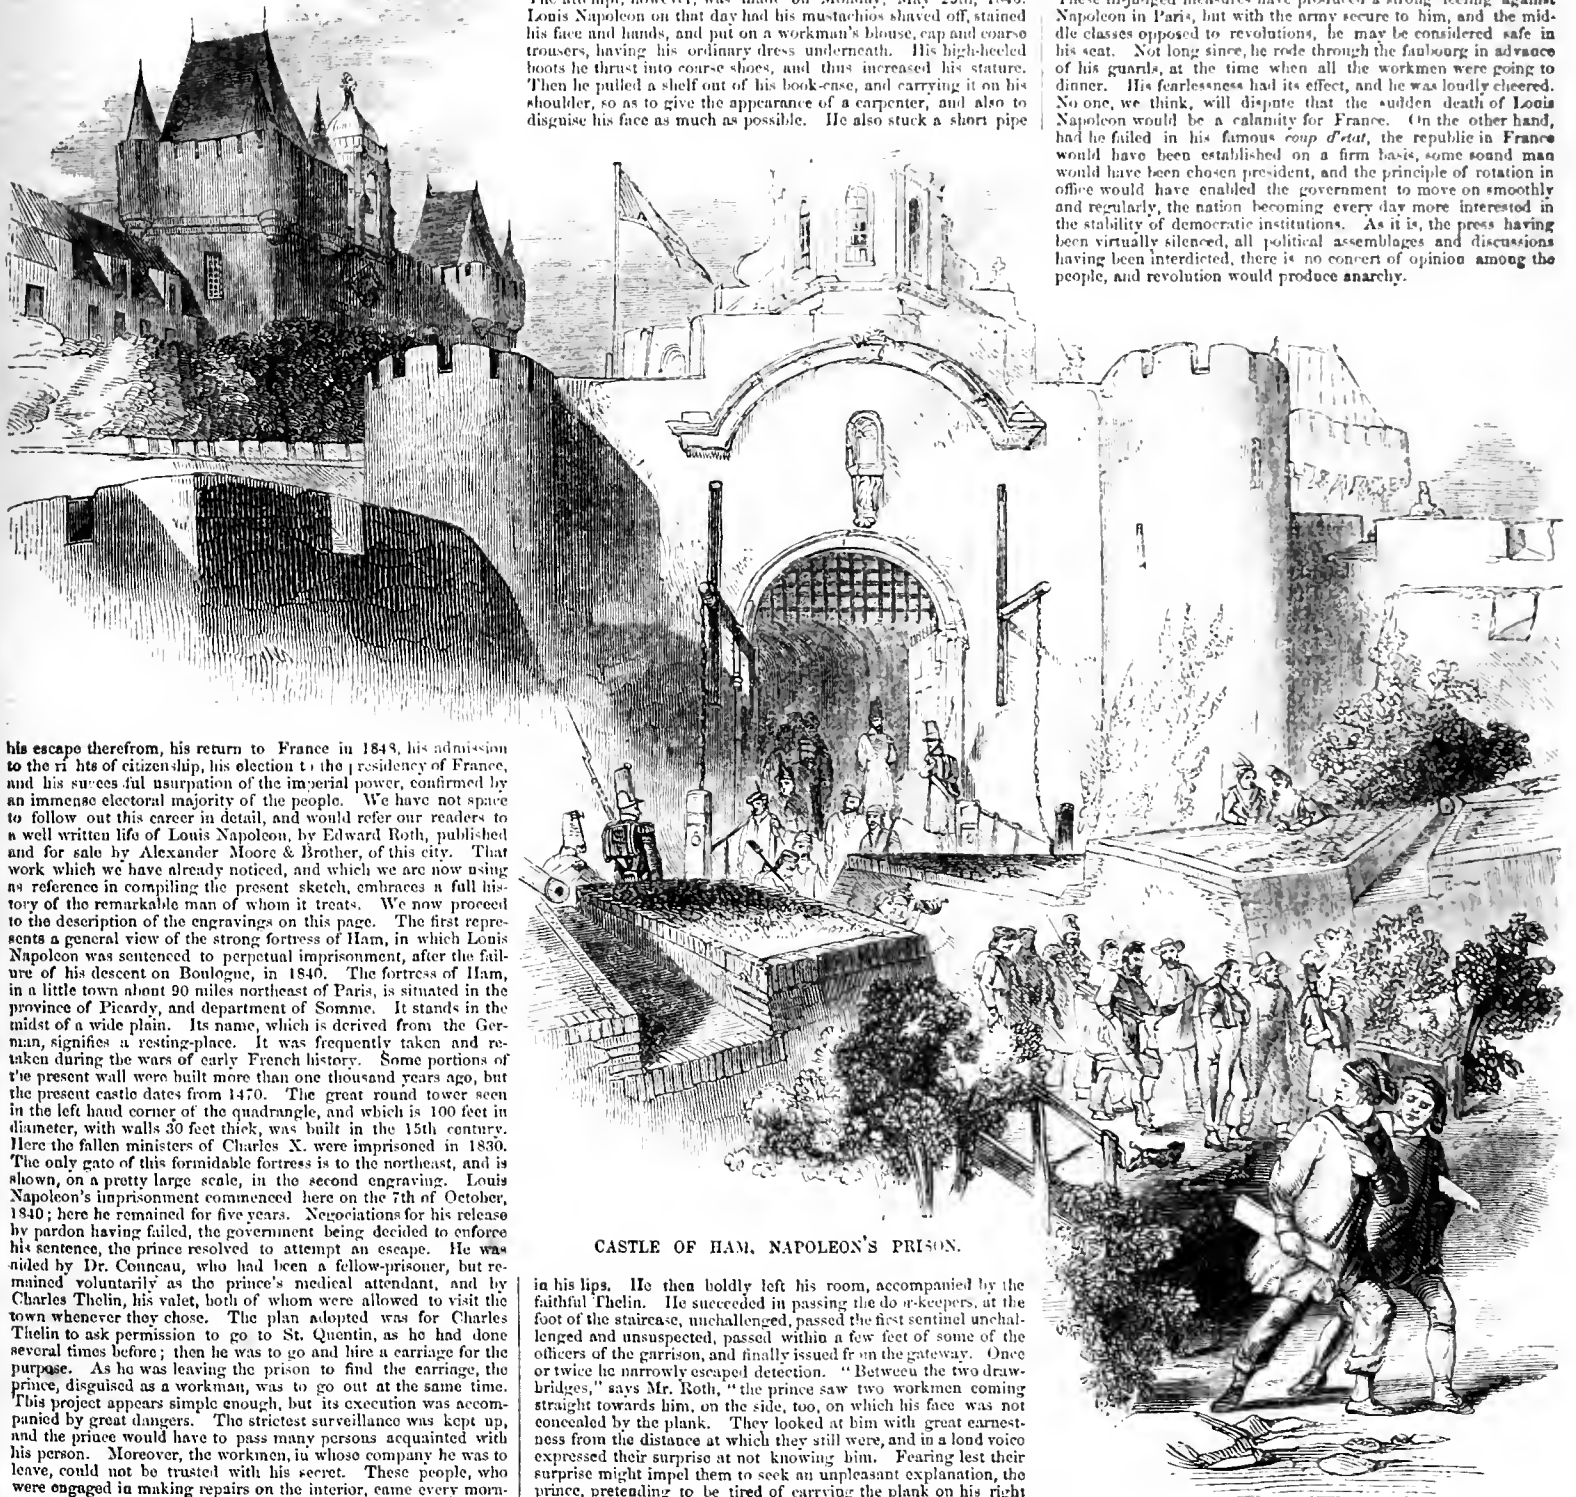 his escape therefrom, his return to France in 1848, his admission
to the ri hts of citizenship, his election t the presidency of France,
and his succes ful usurpation of the imperial power, confirmed by
an immense electoral majority of the people. We have not space
to follow out this career in detail, and would refer our readers to
a well written life of Louis Napoleon, by Edward Roth, published
and for sale by Alexander Moore & Brother, of this city. That
work which we have already noticed, and which we are now using
as reference in compiling the present sketch, embraces a full his-
tory of the remarkable man of whom it treats. We now proceed
to the description of the engravings on this page. The first repre-
sents a general view of the strong fortress of Ham, in which Louis
Napoleon was sentenced to perpetual imprisonment, after the fail-
ure of his descent on Boulogne, in 1840. The fortress of Ham,
in a little town about 90 miles northeast of Paris, is situated in the
province of Picardy, and department of Somme. It stands in the
midst of a wide plain. Its name, which is derived from the Ger-
man, signifies a resting-place. It was frequently taken and re-
taken during the wars of early French history. Some portions of
the present wall were built more than one thousand years ago, but
the present castle dates from 1470. The great round tower seen
in the left hand corner of the quadrangle, and which is 100 feet in
diameter, with walls 30 feet thick, was built in the 15th century.
Here the fallen ministers of Charles X. were imprisoned in 1830.
The only gate of this formidable fortress is to the northeast, and is
shown, on a pretty large scale, in the second engraving. Louis
Napoleon's imprisonment commenced here on the 7th of October,
1840; here he remained for five years. Negociations for his release
by pardon having failed, the government being decided to enforce
his sentence, the prince resolved to attempt an escape. He was
aided by Dr. Conneau, who had been a fellow-prisoner, but re-
mained voluntarily as the prince's medical attendant, and by
Charles Thelin, his valet, both of whom were allowed to visit the
town whenever they chose. The plan adopted was for Charles
Thelin to ask permission to go to St. Quentin, as he had done
several times before; then he was to go and hire a carriage for the
purpose. As he was leaving the prison to find the carriage, the
prince, disguised as a workman, was to go out at the same time.
This project appears simple enough, but its execution was accom-
panied by great dangers. The strictest surveillance was kept up,
and the prince would have to pass many persons acquainted with
his person. Moreover, the workmen, in whose company he was to
leave, could not be trusted with his secret. These people, who
were engaged in making repairs on the interior, came every morn-
The attempt, however, was made on Monday, May 25th, 1846.
Louis Napoleon on that day had his mustachios shaved off, stained
his face and hands, and put on a workman's blouse, cap and coarse
trousers, having his ordinary dress underneath. His high-heeled
boots he thrust into coarse shoes, and thus increased his stature.
Then he pulled a shelf out of his book-case, and carrying it on his
shoulder, so as to give the appearance of a carpenter, and also to
disguise his face as much as possible. He also stuck a short pipe
CASTLE OF HAM, NAPOLEON'S PRISON.
in his lips. He then boldly left his room, accompanied by the
faithful Thelin. He succeeded in passing the do r-keepers, at the
foot of the staircase, unchallenged, passed the first sentinel unchal-
lenged and unsuspected, passed within a few feet of some of the
officers of the garrison, and finally issued from the gateway. Once
or twice he narrowly escaped detection. "Between the two draw-
bridges," says Mr. Roth, "the prince saw two workmen coming
straight towards him, on the side, too, on which his face was not
concealed by the plank. They looked at him with great earnest-
ness from the distance at which they still were, and in a loud voice
expressed their surprise at not knowing him. Fearing lest their
surprise might impel them to seek an unpleasant explanation, the
prince, pretending to be tired of carrying the plank on his right
These ill-judged measures have produced a strong feeling against
Napoleon in Paris, but with the army secure to him, and the mid-
dle classes opposed to revolutions, he may be considered safe in
his seat. Not long since, he rode through the faubourg in advance
of his guards, at the time when all the workmen were going to
dinner. His fearlessness had its effect, and he was loudly cheered.
No one, we think, will dispute that the sudden death of Louis
Napoleon would be a calamity for France. On the other hand,
had he failed in his famous coup d'etat, the republic in France
would have been established on a firm basis, some sound man
would have been chosen president, and the principle of rotation in
office would have enabled the government to move on smoothly
and regularly, the nation becoming every day more interested in
the stability of democratic institutions. As it is, the press having
been virtually silenced, all political assemblages and discussions
having been interdicted, there is no concert of opinion among the
people, and revolution would produce anarchy.